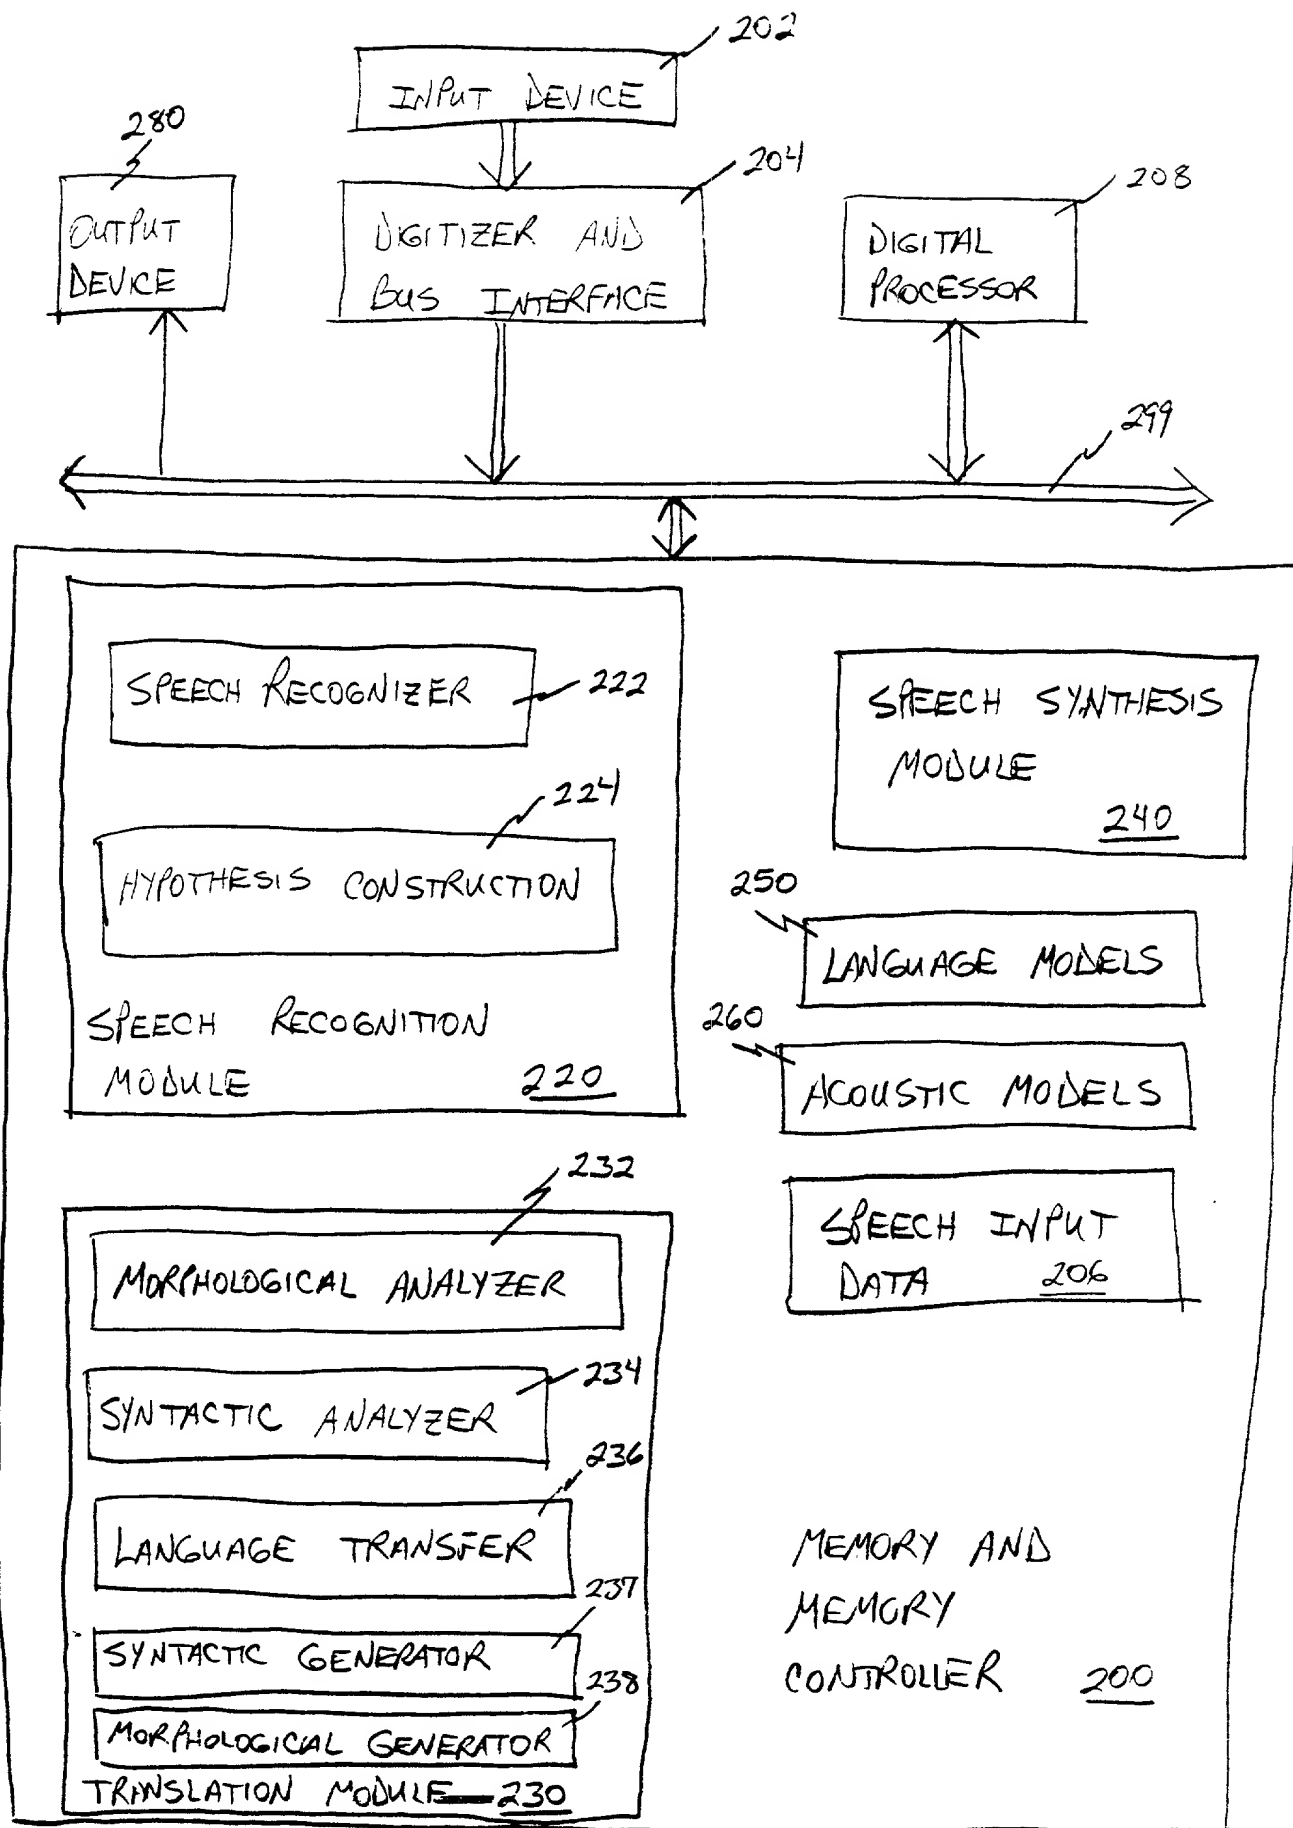 202
INPUT DEVICE
280
204
208
OUTPUT
DEVICE
DIGITIZER AND
BUS INTERFACE
DIGITAL
PROCESSOR
299
SPEECH RECOGNIZER
222
224
HYPOTHESIS CONSTRUCTION
SPEECH RECOGNITION
MODULE 220
SPEECH SYNTHESIS
MODULE
240
250
LANGUAGE MODELS
260
ACOUSTIC MODELS
SPEECH INPUT
DATA 206
232
MORPHOLOGICAL ANALYZER
234
SYNTACTIC ANALYZER
236
LANGUAGE TRANSFER
237
SYNTACTIC GENERATOR
238
MORPHOLOGICAL GENERATOR
TRANSLATION MODULE—230
MEMORY AND
MEMORY
CONTROLLER 200